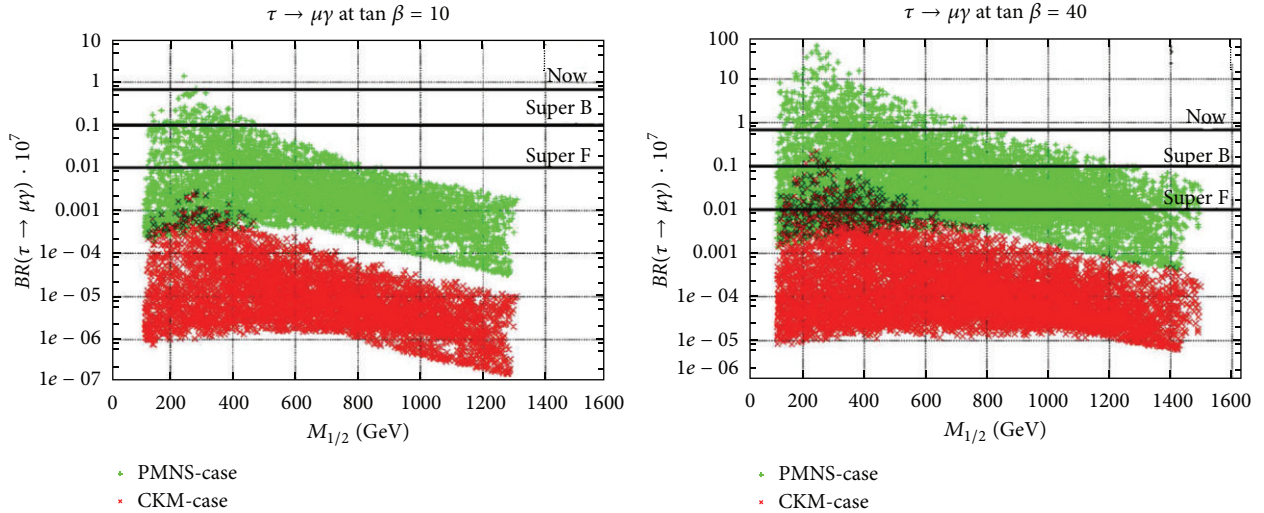 τ → μγ at tan β = 10
10
1
0.1
0.01
0.001
1e − 04
1e − 05
1e − 06
1e − 07
BR(τ → μγ) · 10⁷
Now
Super B
Super F
0 200 400 600 800 1000 1200 1400 1600
M₁/₂ (GeV)
PMNS-case
CKM-case
τ → μγ at tan β = 40
100
10
1
0.1
0.01
0.001
1e − 04
1e − 05
1e − 06
BR(τ → μγ) · 10⁷
Now
Super B
Super F
0 200 400 600 800 1000 1200 1400 1600
M₁/₂ (GeV)
PMNS-case
CKM-case